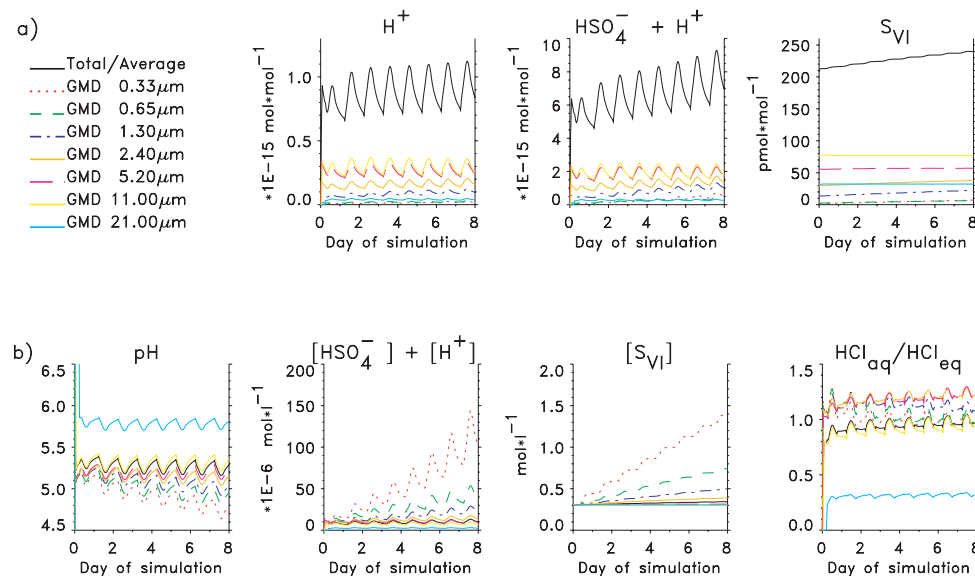 a)
Total/Average
GMD 0.33μm
GMD 0.65μm
GMD 1.30μm
GMD 2.40μm
GMD 5.20μm
GMD 11.00μm
GMD 21.00μm
H⁺
*1E-15 mol*mol⁻¹
1.0
0.5
0.0
0 2 4 6 8
Day of simulation
HSO₄⁻ + H⁺
*1E-15 mol*mol⁻¹
10
8
6
4
2
0
0 2 4 6 8
Day of simulation
S_VI
pmol*mol⁻¹
250
200
150
100
50
0
0 2 4 6 8
Day of simulation
b)
pH
6.5
6.0
5.5
5.0
4.5
0 2 4 6 8
Day of simulation
[HSO₄⁻] + [H⁺]
*1E-6 mol*l⁻¹
200
150
100
50
0
0 2 4 6 8
Day of simulation
[S_VI]
mol*l⁻¹
2.0
1.5
1.0
0.5
0.0
0 2 4 6 8
Day of simulation
HCl_aq/HCl_eq
1.5
1.0
0.5
0.0
0 2 4 6 8
Day of simulation